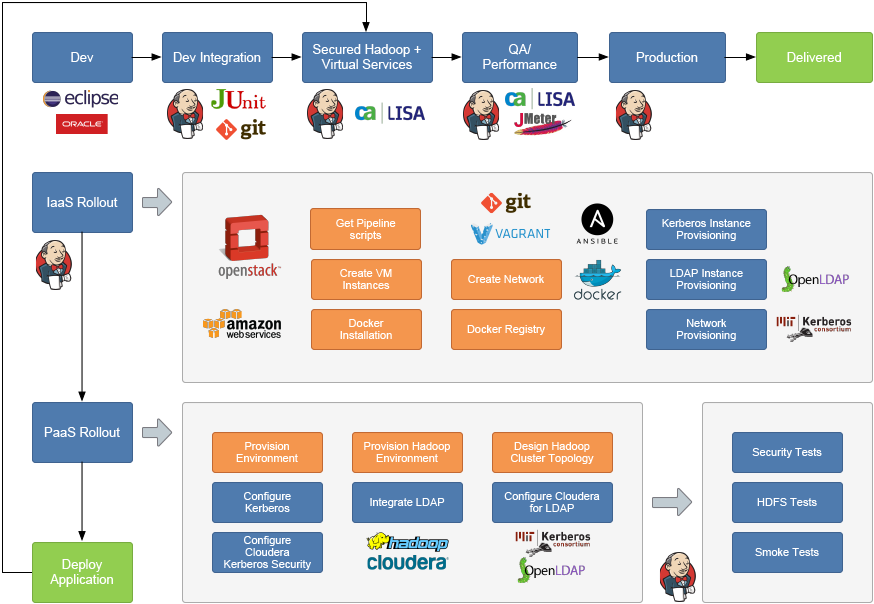 Dev
Dev Integration
Secured Hadoop +
Virtual Services
QA/
Performance
Production
Delivered
eclipse
ORACLE
JUnit
git
ca LISA
ca LISA
JMeter
IaaS Rollout
openstack
amazon
webservices
Get Pipeline
scripts
Create VM
Instances
Docker
Installation
git
VAGRANT
Create Network
Docker Registry
ANSIBLE
docker
Kerberos Instance
Provisioning
LDAP Instance
Provisioning
Network
Provisioning
OpenLDAP
MIT Kerberos
consortium
PaaS Rollout
Provision
Environment
Provision Hadoop
Environment
Design Hadoop
Cluster Topology
Configure
Kerberos
Integrate LDAP
Configure Cloudera
for LDAP
Configure
Cloudera
Kerberos Security
hadoop
cloudera
MIT Kerberos
consortium
OpenLDAP
Security Tests
HDFS Tests
Smoke Tests
Deploy
Application